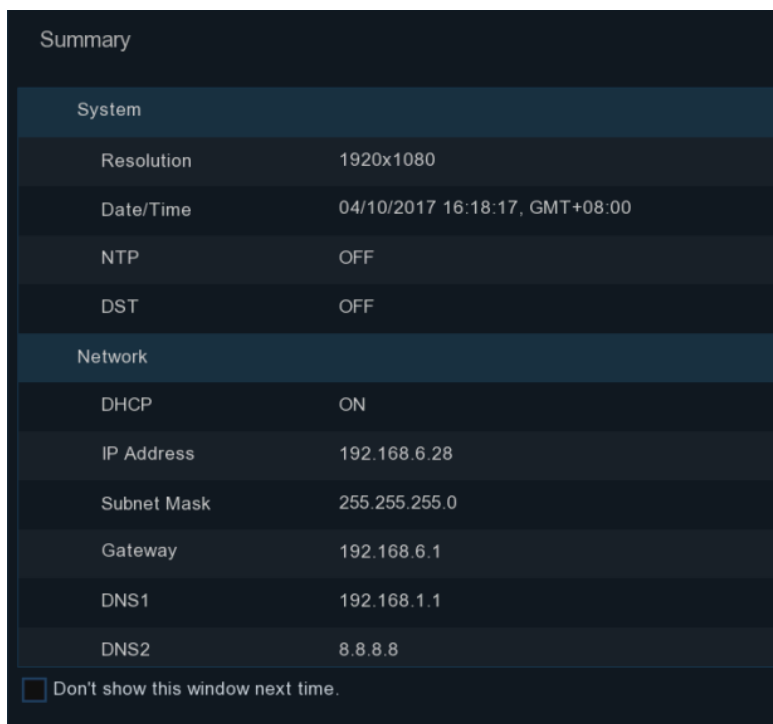 Summary
System
Resolution 1920x1080
Date/Time 04/10/2017 16:18:17, GMT+08:00
NTP OFF
DST OFF
Network
DHCP ON
IP Address 192.168.6.28
Subnet Mask 255.255.255.0
Gateway 192.168.6.1
DNS1 192.168.1.1
DNS2 8.8.8.8
Don't show this window next time.